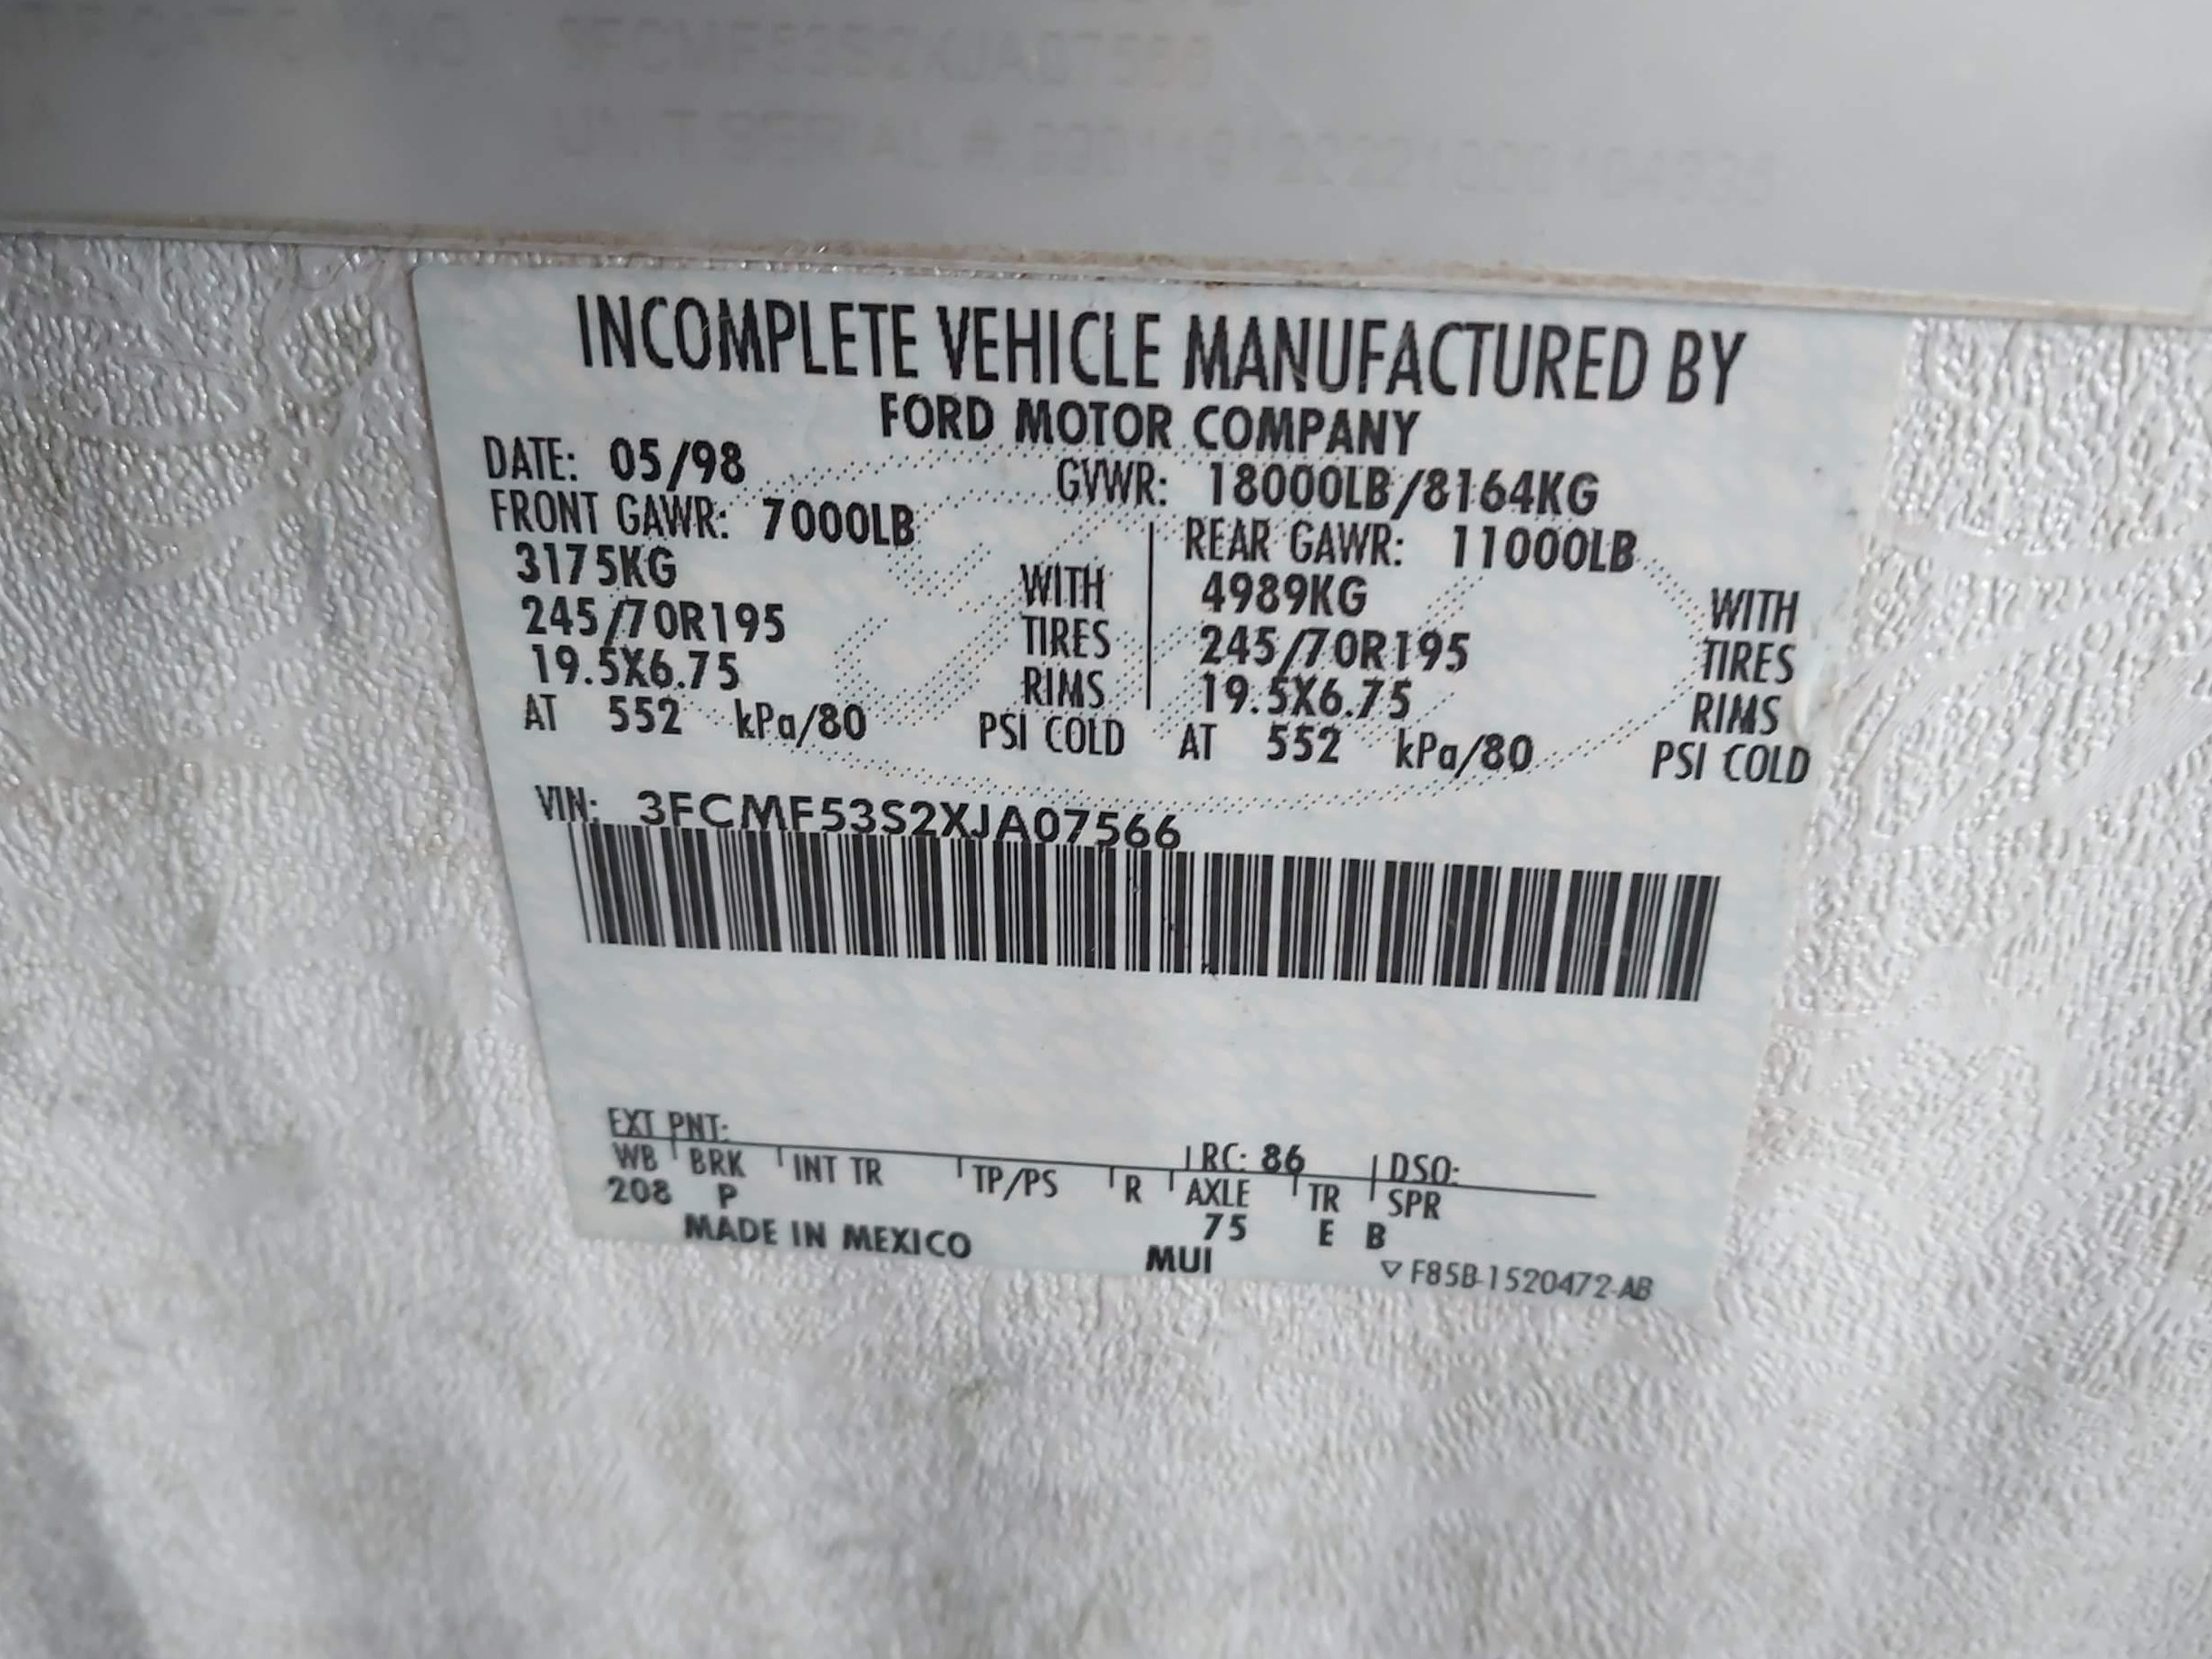 3FCMF53S2XJA07566
UNIT SERIAL #
INCOMPLETE VEHICLE MANUFACTURED BY
FORD MOTOR COMPANY
DATE: 05/98 GVWR: 18000LB/8164KG
FRONT GAWR: 7000LB REAR GAWR: 11000LB
3175KG WITH 4989KG WITH
245/70R195 TIRES 245/70R195 TIRES
19.5X6.75 RIMS 19.5X6.75 RIMS
AT 552 kPa/80 PSI COLD AT 552 kPa/80 PSI COLD
VIN: 3FCMF53S2XJA07566
EXT PNT: RC: 86 DSO:
WB BRK INT TR TP/PS R AXLE TR SPR
208 P 75 E B
MADE IN MEXICO MUI ▽ F85B-1520472-AB